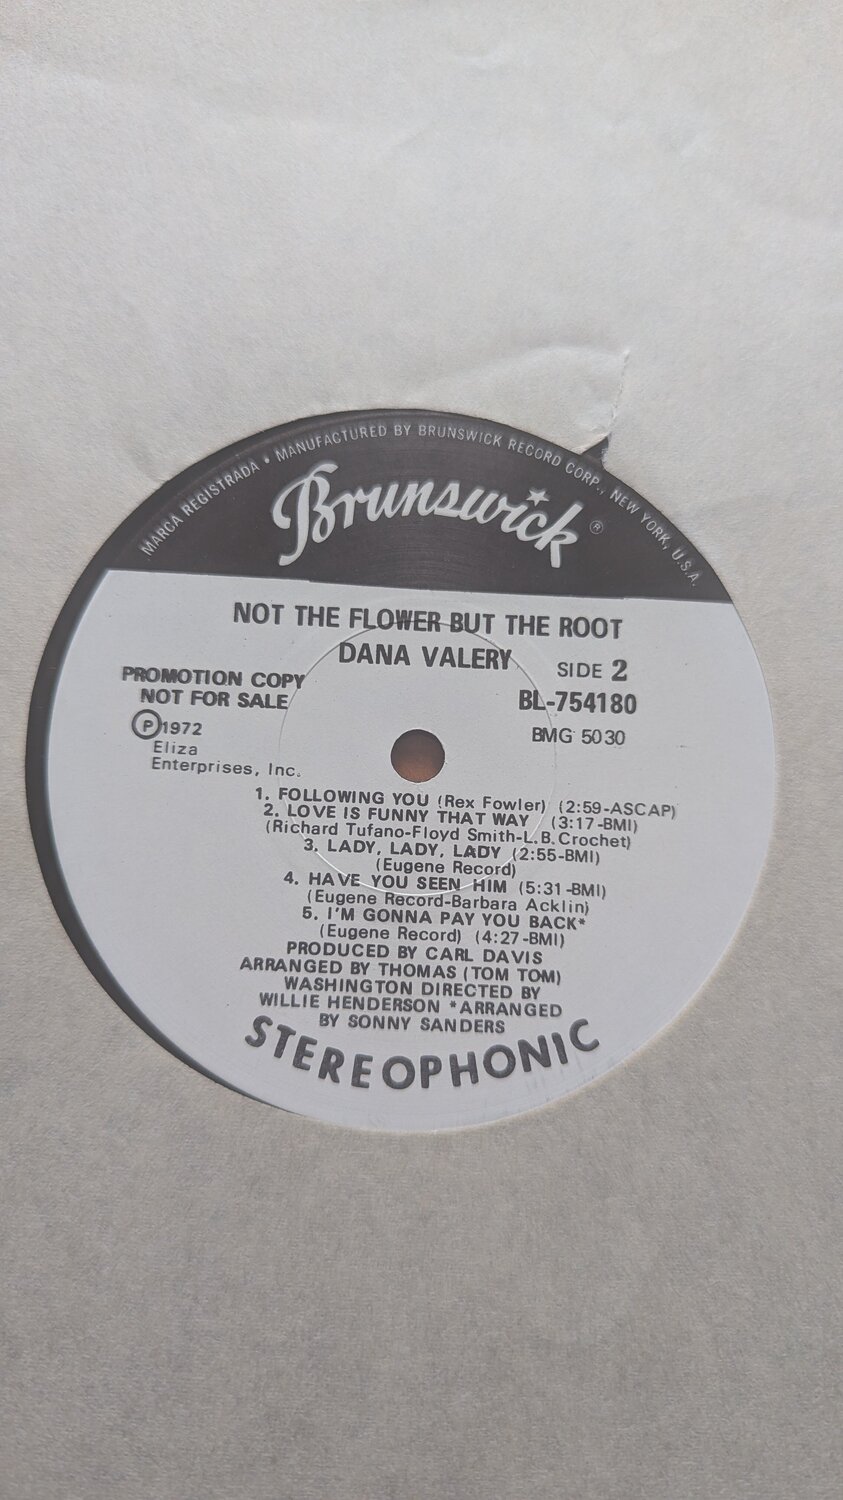 MARCA REGISTRADA • MANUFACTURED BY BRUNSWICK RECORD CORP., NEW YORK, U.S.A.
Brunswick ®
NOT THE FLOWER BUT THE ROOT
DANA VALERY
SIDE 2
PROMOTION COPY
NOT FOR SALE
BL-754180
Ⓟ1972
BMG 5030
Eliza
Enterprises, Inc.
1. FOLLOWING YOU (Rex Fowler) (2:59-ASCAP)
2. LOVE IS FUNNY THAT WAY (3:17-BMI)
(Richard Tufano-Floyd Smith-L.B.Crochet)
3. LADY, LADY, LADY (2:55-BMI)
(Eugene Record)
4. HAVE YOU SEEN HIM (5:31-BMI)
(Eugene Record-Barbara Acklin)
5. I'M GONNA PAY YOU BACK*
(Eugene Record) (4:27-BMI)
PRODUCED BY CARL DAVIS
ARRANGED BY THOMAS (TOM TOM)
WASHINGTON DIRECTED BY
WILLIE HENDERSON *ARRANGED
BY SONNY SANDERS
STEREOPHONIC